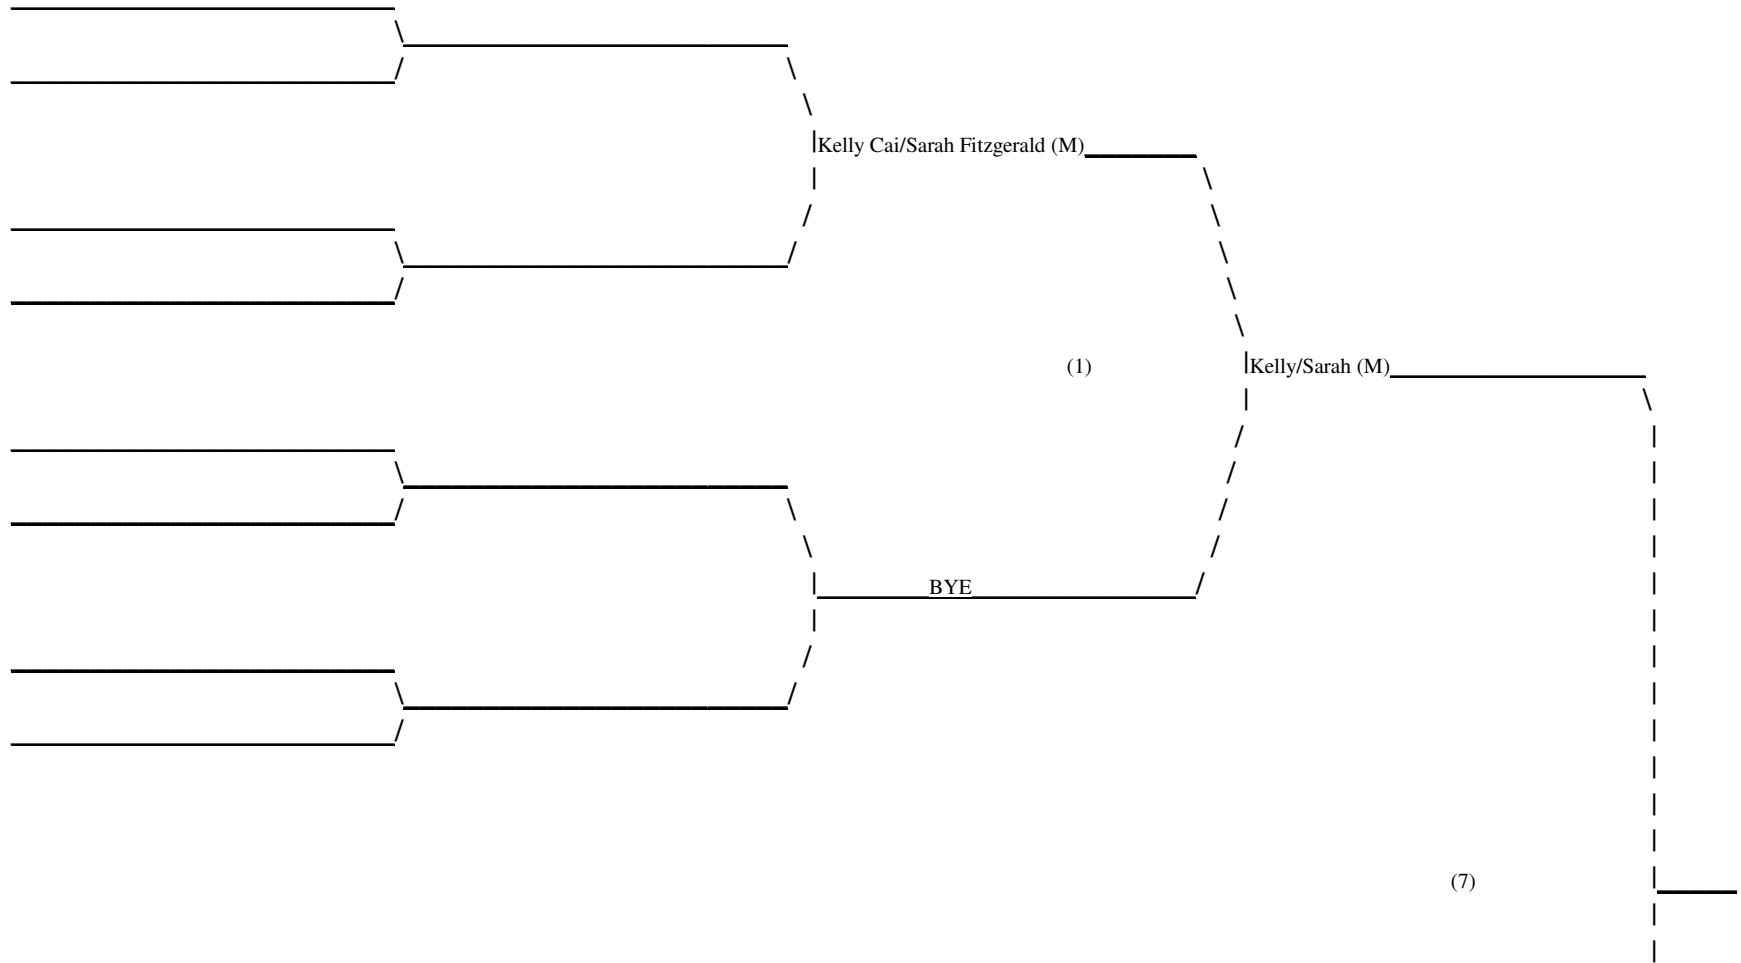 Kelly Cai/Sarah Fitzgerald (M)
(1)
Kelly/Sarah (M)
BYE
(7)